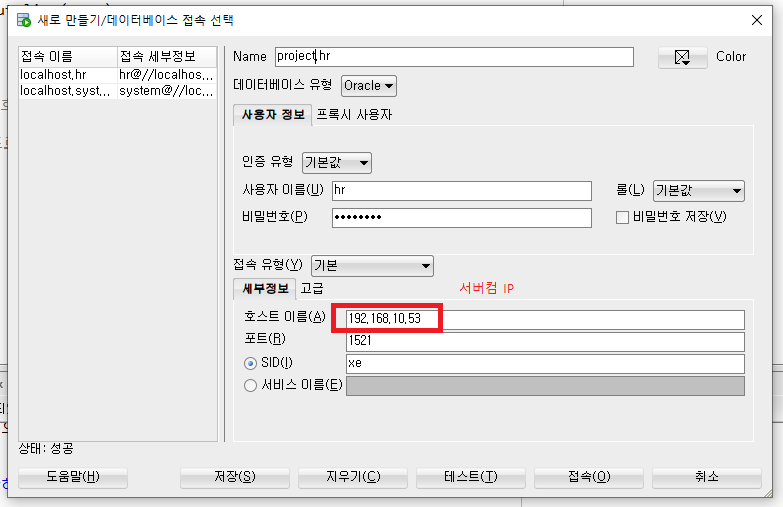 새로 만들기/데이터베이스 접속 선택
접속 이름 접속 세부정보
localhost.hr hr@//localhos...
localhost.syst... system@//loc...
Name project.hr Color
데이터베이스 유형 Oracle
사용자 정보 프록시 사용자
인증 유형 기본값
사용자 이름(U) hr 롤(L) 기본값
비밀번호(P) •••••••• 비밀번호 저장(V)
접속 유형(Y) 기본
세부정보 고급 서버컴 IP
호스트 이름(A) 192.168.10.53
포트(R) 1521
SID(I) xe
서비스 이름(E)
상태: 성공
도움말(H) 저장(S) 지우기(C) 테스트(T) 접속(O) 취소